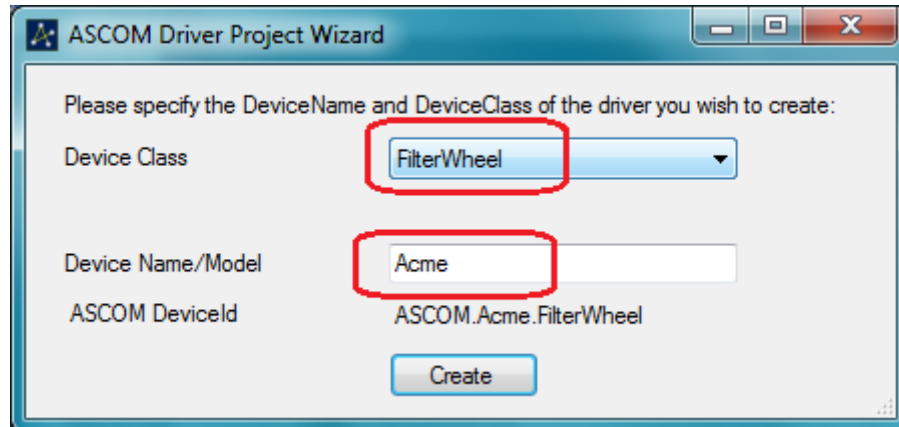 ASCOM Driver Project Wizard
Please specify the DeviceName and DeviceClass of the driver you wish to create:
Device Class FilterWheel
Device Name/Model Acme
ASCOM DeviceId ASCOM.Acme.FilterWheel
Create